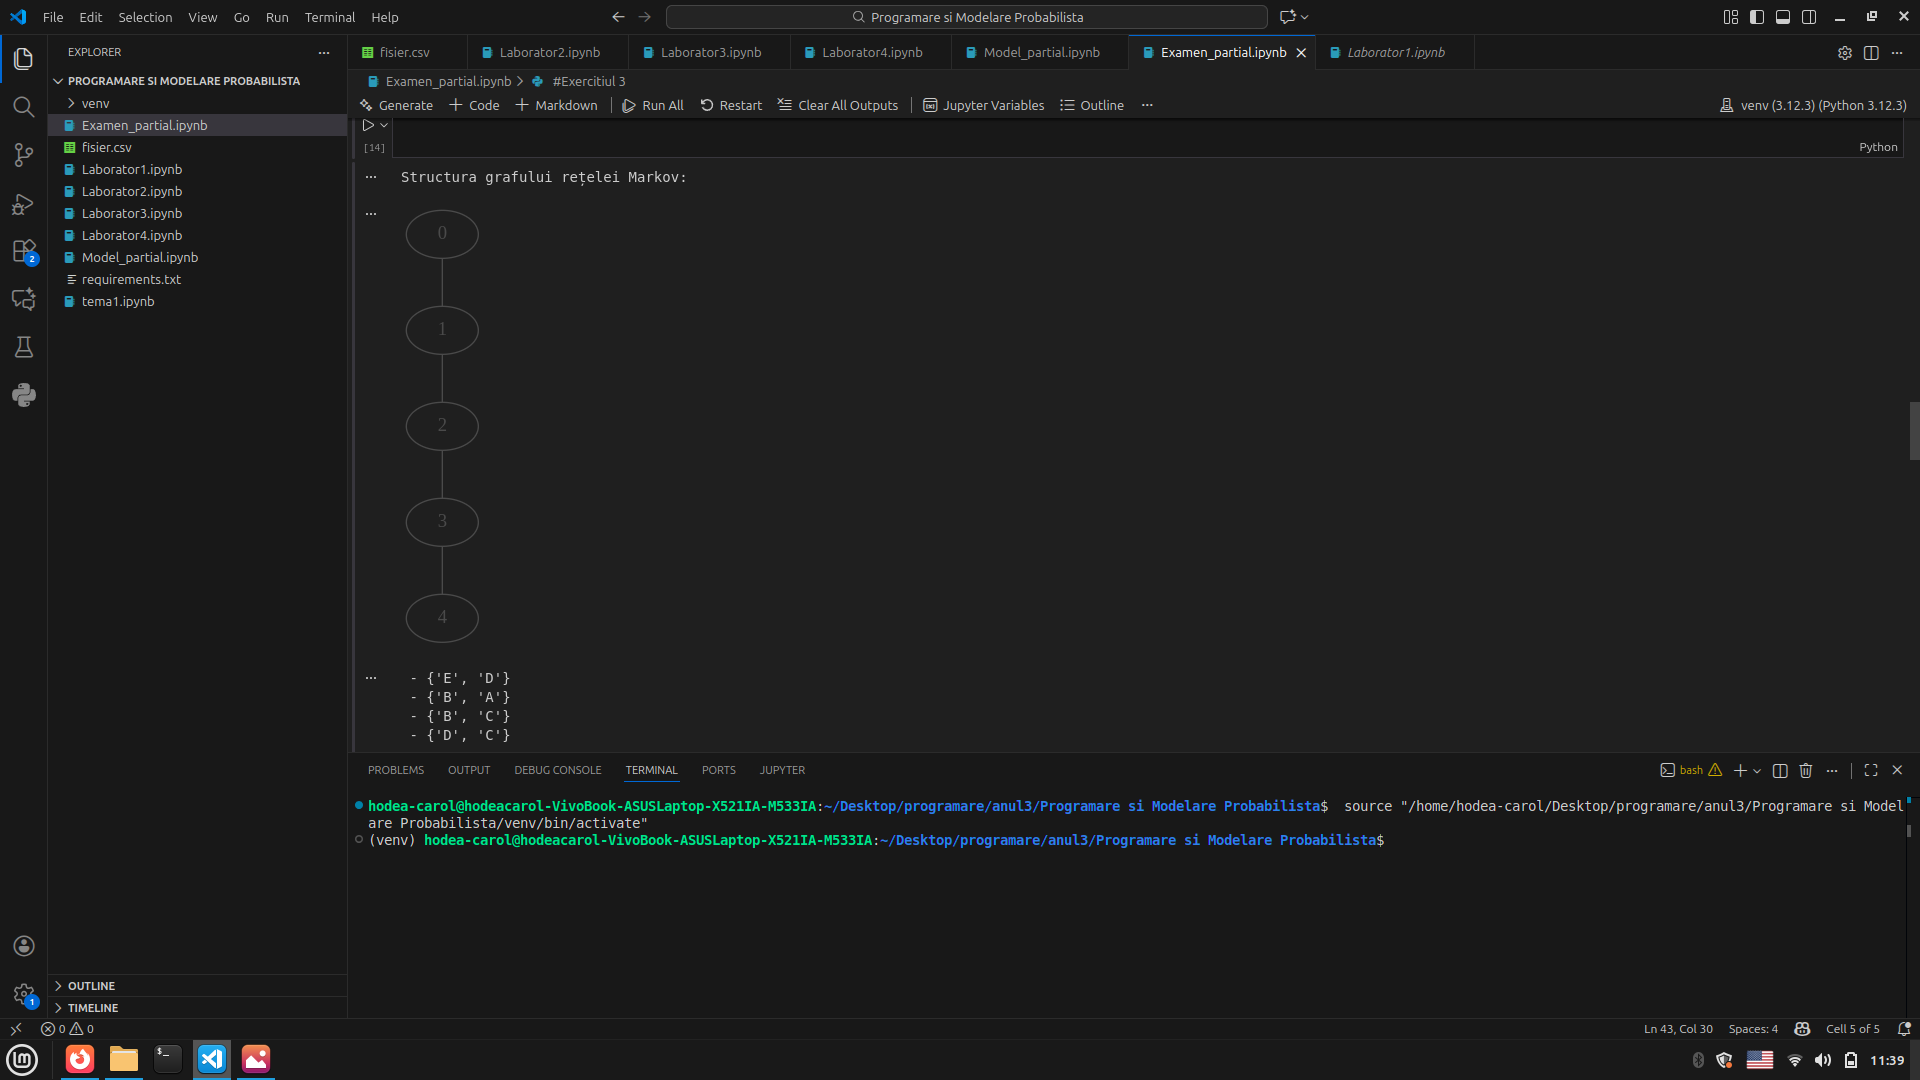 File Edit Selection View Go Run Terminal Help
Programare si Modelare Probabilista
EXPLORER
PROGRAMARE SI MODELARE PROBABILISTA
venv
Examen_partial.ipynb
fisier.csv
Laborator1.ipynb
Laborator2.ipynb
Laborator3.ipynb
Laborator4.ipynb
Model_partial.ipynb
requirements.txt
tema1.ipynb
OUTLINE
TIMELINE
2
1
fisier.csv Laborator2.ipynb Laborator3.ipynb Laborator4.ipynb Model_partial.ipynb Examen_partial.ipynb Laborator1.ipynb
Examen_partial.ipynb > #Exercitiul 3
Generate + Code + Markdown Run All Restart Clear All Outputs Jupyter Variables Outline ... venv (3.12.3) (Python 3.12.3)
[14] Python
Structura grafului rețelei Markov:
0
1
2
3
4
- {'E', 'D'}
- {'B', 'A'}
- {'B', 'C'}
- {'D', 'C'}
PROBLEMS OUTPUT DEBUG CONSOLE TERMINAL PORTS JUPYTER bash
hodea-carol@hodeacarol-VivoBook-ASUSLaptop-X521IA-M533IA:~/Desktop/programare/anul3/Programare si Modelare Probabilista$ source "/home/hodea-carol/Desktop/programare/anul3/Programare si Model
are Probabilista/venv/bin/activate"
(venv) hodea-carol@hodeacarol-VivoBook-ASUSLaptop-X521IA-M533IA:~/Desktop/programare/anul3/Programare si Modelare Probabilista$
0 0 Ln 43, Col 30 Spaces: 4 Cell 5 of 5
11:39